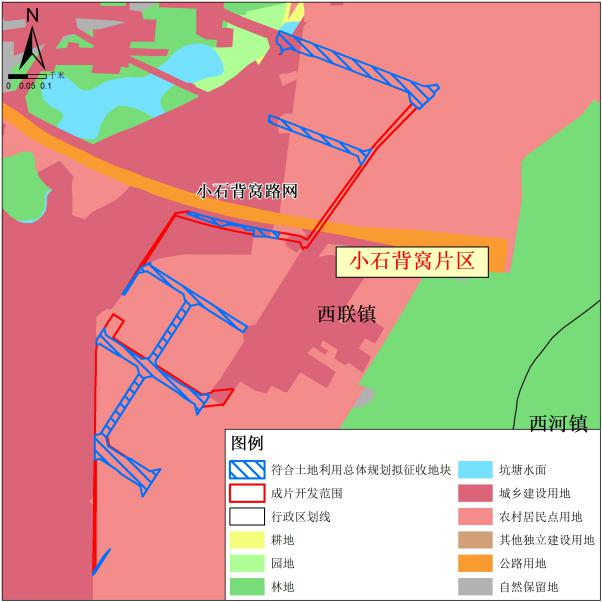 N
千米
0 0.05 0.1
小石背窝路网
小石背窝片区
西联镇
西河镇
图例
符合土地利用总体规划拟征收地块
成片开发范围
行政区划线
耕地
园地
林地
坑塘水面
城乡建设用地
农村居民点用地
其他独立建设用地
公路用地
自然保留地